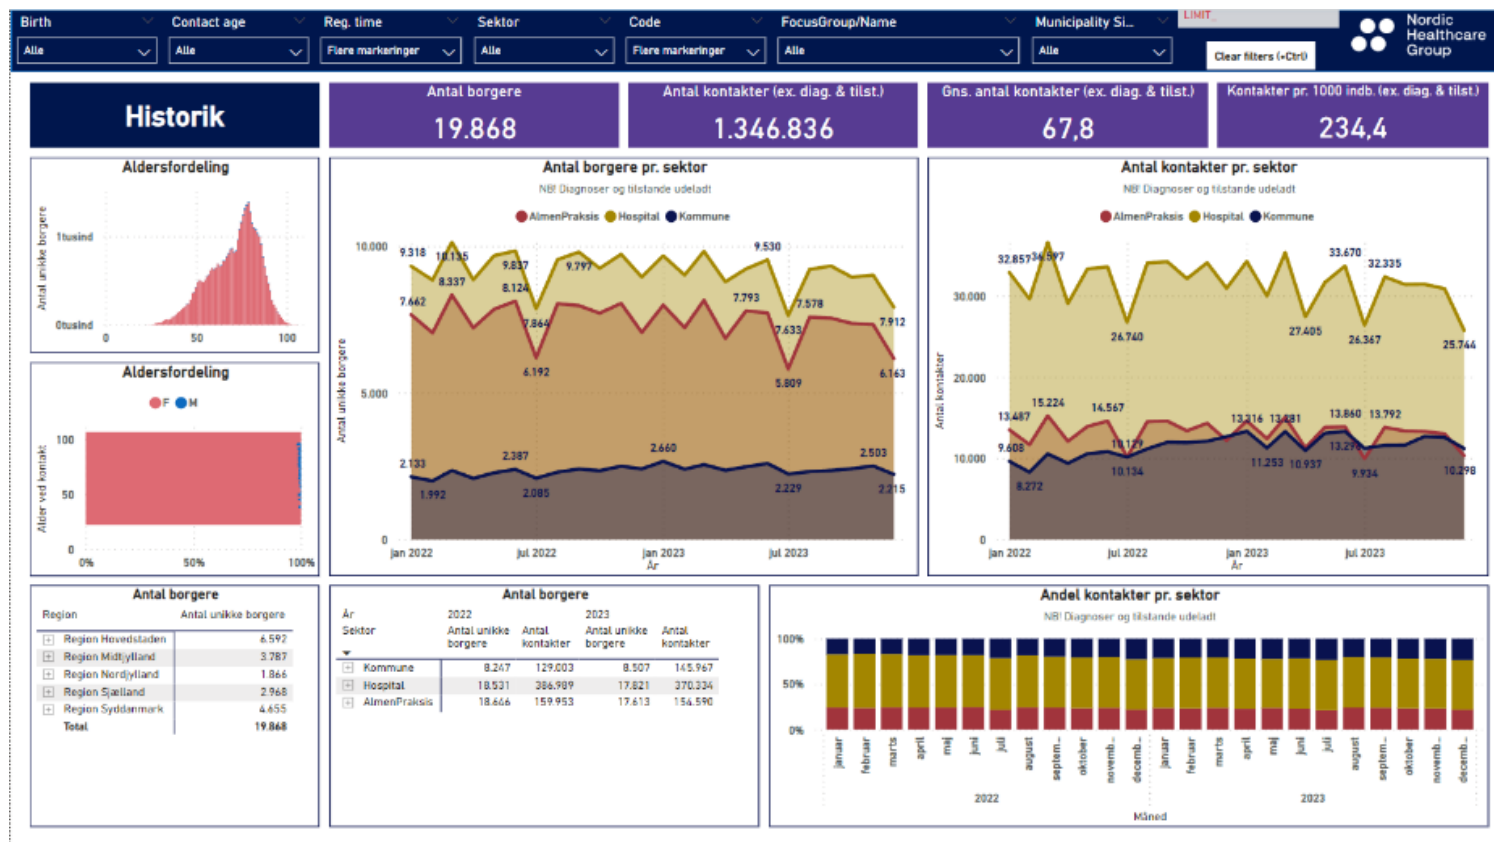 Birth
Contact age
Reg. time
Sektor
Code
FocusGroup/Name
Municipality Si...
LIMIT_
Nordic
Healthcare
Group
Alle
Alle
Flere markeringer
Alle
Flere markeringer
Alle
Alle
Clear filters (+Ctrl)
Historik
Antal borgere
19.868
Antal kontakter (ex. diag. & tilst.)
1.346.836
Gns. antal kontakter (ex. diag. & tilst.)
67,8
Kontakter pr. 1000 indb. (ex. diag. & tilst.)
234,4
Aldersfordeling
Antal unikke borgere
1tusind
0tusind
0 50 100
Aldersfordeling
F M
Alder ved kontakt
100
50
0
0% 50% 100%
Antal borgere pr. sektor
NB! Diagnoser og tilstande udeladt
AlmenPraksis Hospital Kommune
Antal unikke borgere
10.000
5.000
0
9.318 10.135 9.837 9.797 9.530
7.662 8.337 8.124 7.864 7.793 7.578 7.633 7.912
6.192 5.809 6.163
2.133 1.992 2.387 2.085 2.660 2.229 2.503 2.215
jan 2022 jul 2022 jan 2023 jul 2023
År
Antal kontakter pr. sektor
NB! Diagnoser og tilstande udeladt
AlmenPraksis Hospital Kommune
Antal kontakter
30.000
20.000
10.000
0
32.857 36.597 26.740 27.405 33.670 26.367 32.335 25.744
13.487 15.224 14.567 10.129 13.316 13.860 9.934 13.792 10.298
9.608 8.272 10.134 11.253 10.937
jan 2022 jul 2022 jan 2023 jul 2023
År
Antal borgere
Region Antal unikke borgere
Region Hovedstaden 6.592
Region Midtjylland 3.787
Region Nordjylland 1.866
Region Sjælland 2.968
Region Syddanmark 4.655
Total 19.868
Antal borgere
År 2022 2023
Sektor Antal unikke borgere Antal kontakter Antal unikke borgere Antal kontakter
Kommune 8.247 129.003 8.507 145.967
Hospital 18.531 386.989 17.821 370.334
AlmenPraksis 18.646 159.953 17.613 154.590
Andel kontakter pr. sektor
NB! Diagnoser og tilstande udeladt
100%
50%
0%
januar februar marts april maj juni juli august septem... oktober novemb... decemb... januar februar marts april maj juni juli august septem... oktober novemb... decemb...
2022 2023
Måned